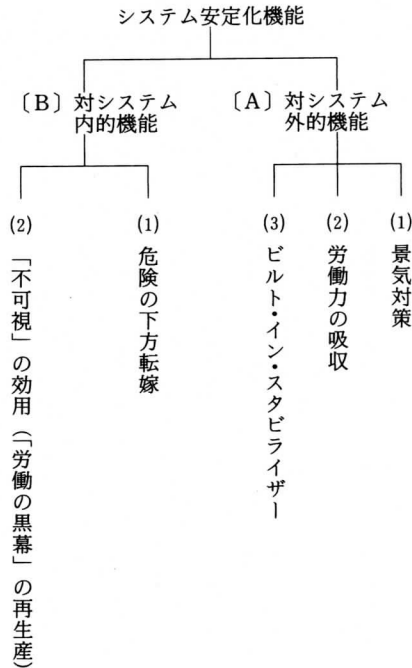 システム安定化機能
〔A〕対システム
外的機能
(1) 景気対策
(2) 労働力の吸収
(3) ビルト・イン・スタビライザー
〔B〕対システム
内的機能
(1) 危険の下方転嫁
(2) 「不可視」の効用（「労働の黒幕」の再生産）